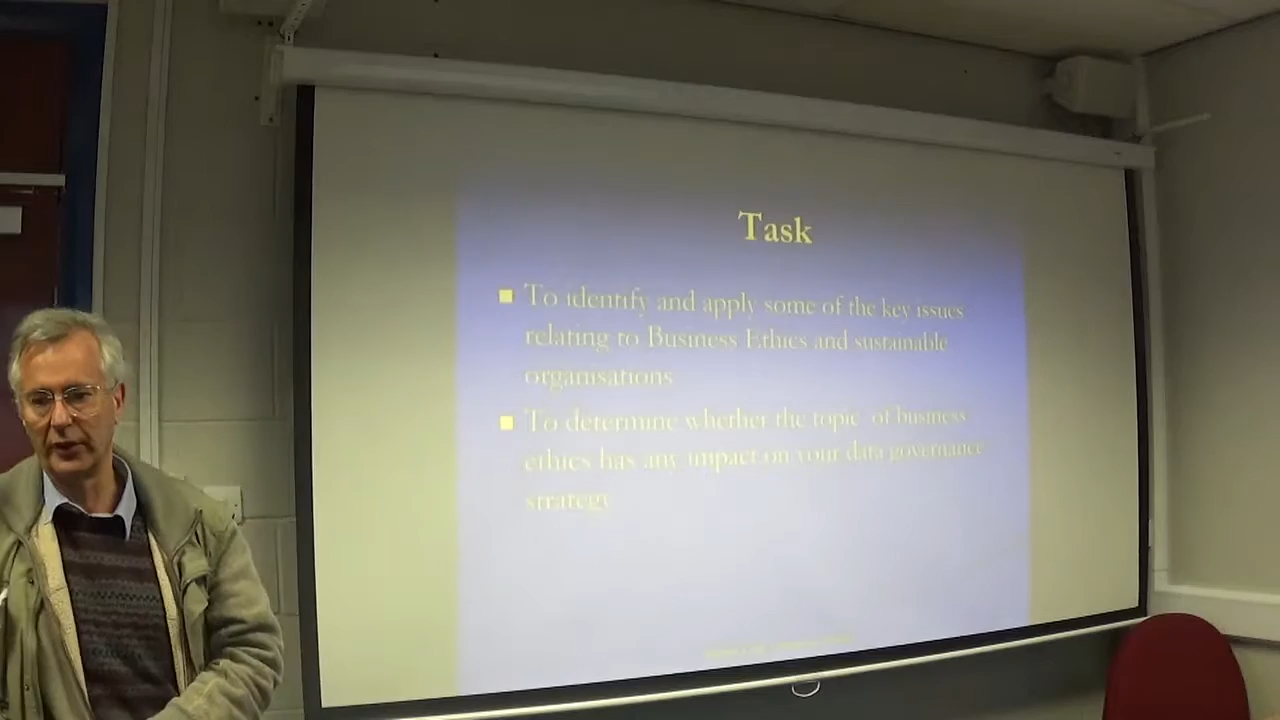 Task
To identify and apply some of the key issues
relating to Business Ethics and sustainable
organisations
To determine whether the topic of business
ethics has any impact on your data governance
strategy